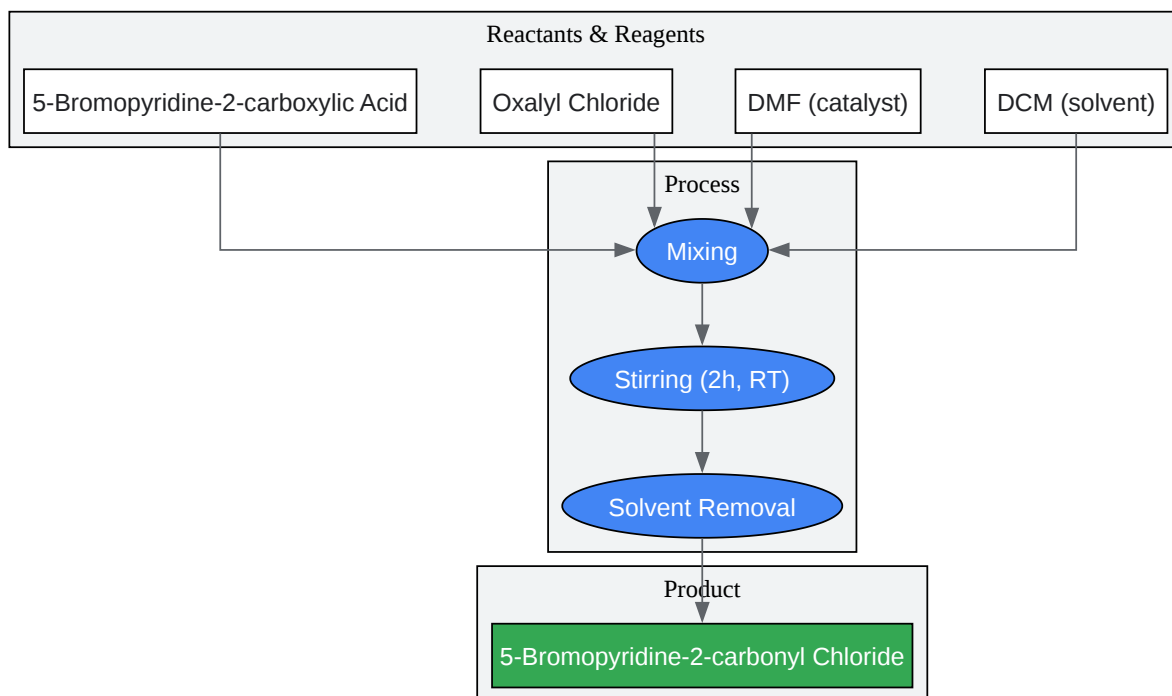 Reactants & Reagents
5-Bromopyridine-2-carboxylic Acid
Oxalyl Chloride
DMF (catalyst)
DCM (solvent)
Process
Mixing
Stirring (2h, RT)
Solvent Removal
Product
5-Bromopyridine-2-carbonyl Chloride